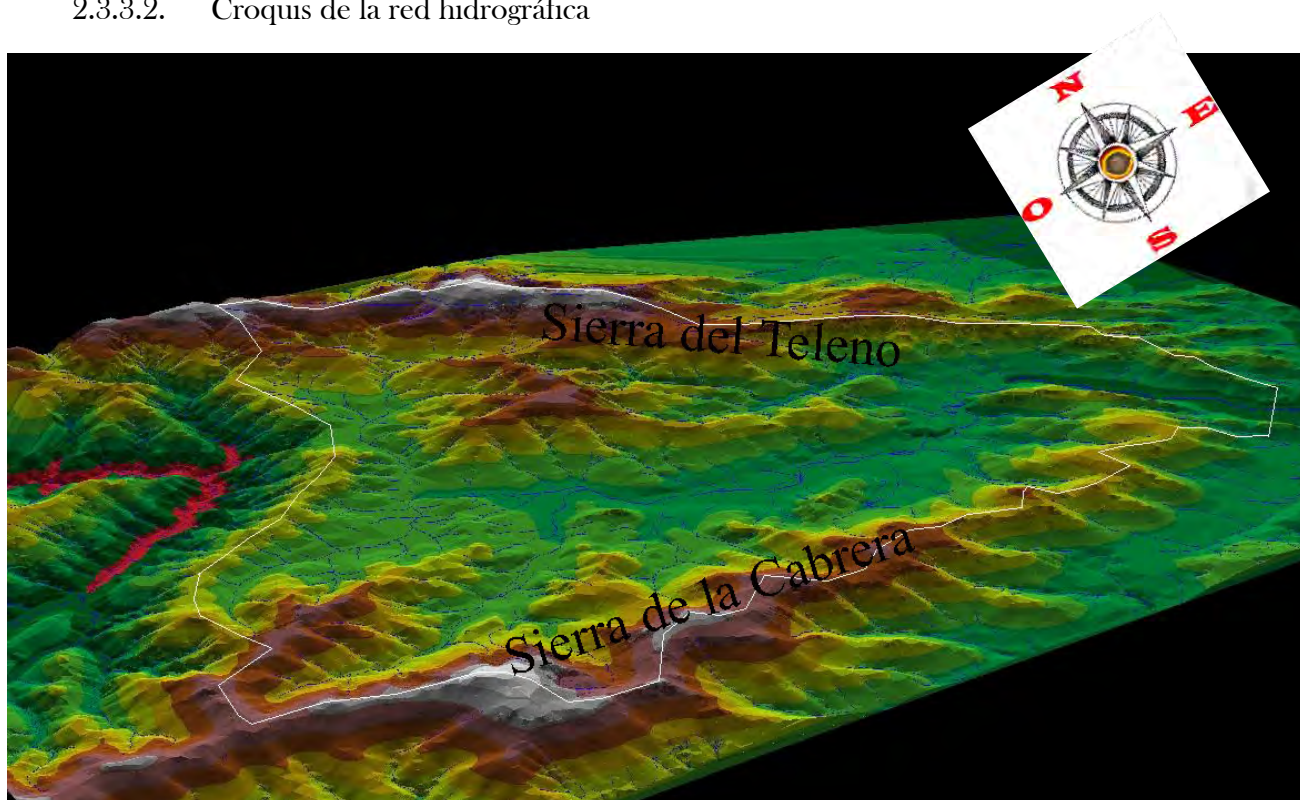 2.3.3.2. Croquis de la red hidrográfica
N
E
O
S
Sierra del Teleno
Sierra de la Cabrera